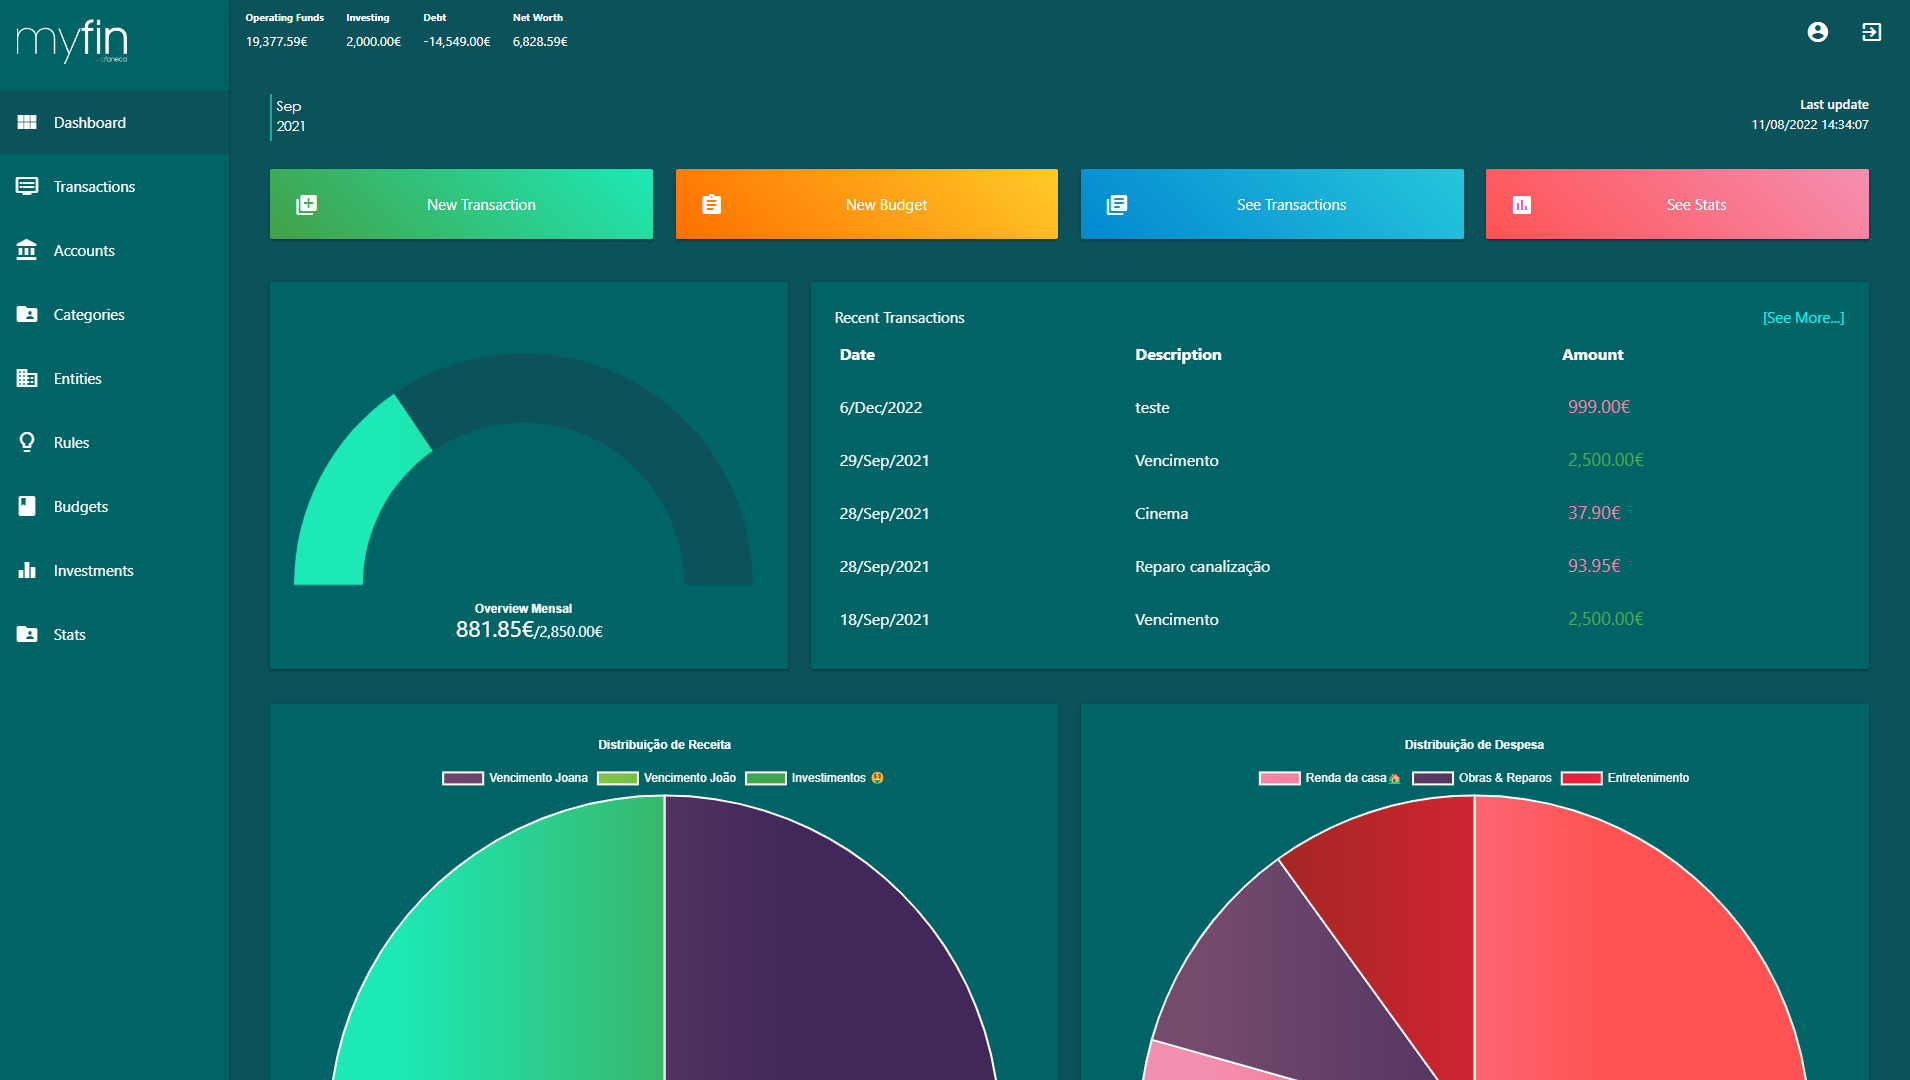 myfin
Operating Funds Investing Debt Net Worth
19,377.59€ 2,000.00€ -14,549.00€ 6,828.59€
Dashboard
Transactions
Accounts
Categories
Entities
Rules
Budgets
Investments
Stats
Sep
2021
Last update
11/08/2022 14:34:07
New Transaction
New Budget
See Transactions
See Stats
Overview Mensal
881.85€/2,850.00€
Recent Transactions [See More...]
Date Description Amount
6/Dec/2022 teste 999.00€
29/Sep/2021 Vencimento 2,500.00€
28/Sep/2021 Cinema 37.90€
28/Sep/2021 Reparo canalização 93.95€
18/Sep/2021 Vencimento 2,500.00€
Distribuição de Receita
Vencimento Joana Vencimento João Investimentos 🤑
Distribuição de Despesa
Renda da casa🏠 Obras & Reparos Entretenimento